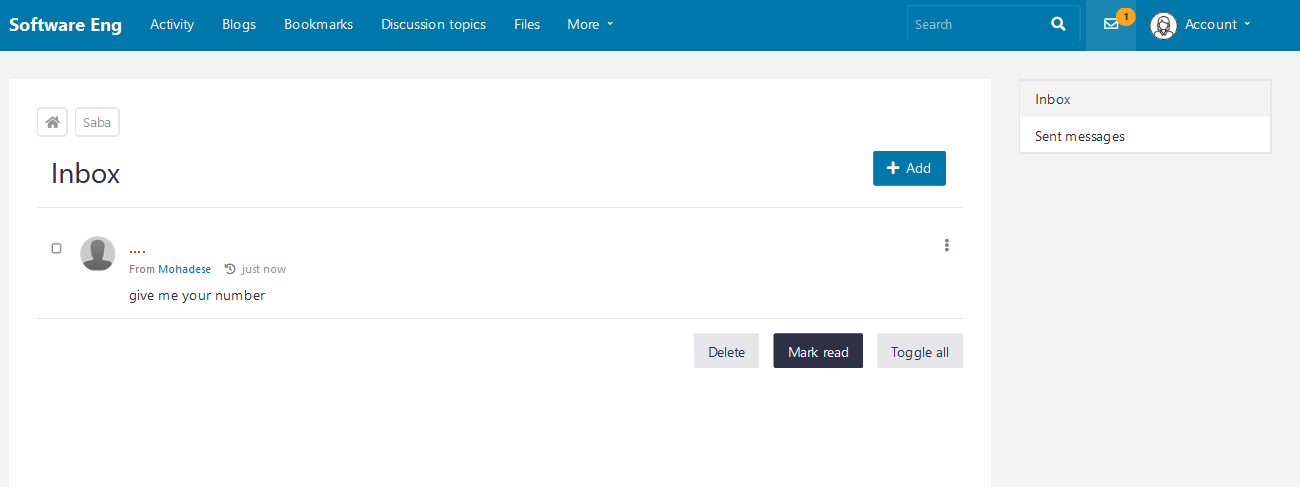 Software Eng Activity Blogs Bookmarks Discussion topics Files More Search 1 Account
Saba
Inbox
Add
....
From Mohadese just now
give me your number
Delete Mark read Toggle all
Inbox
Sent messages